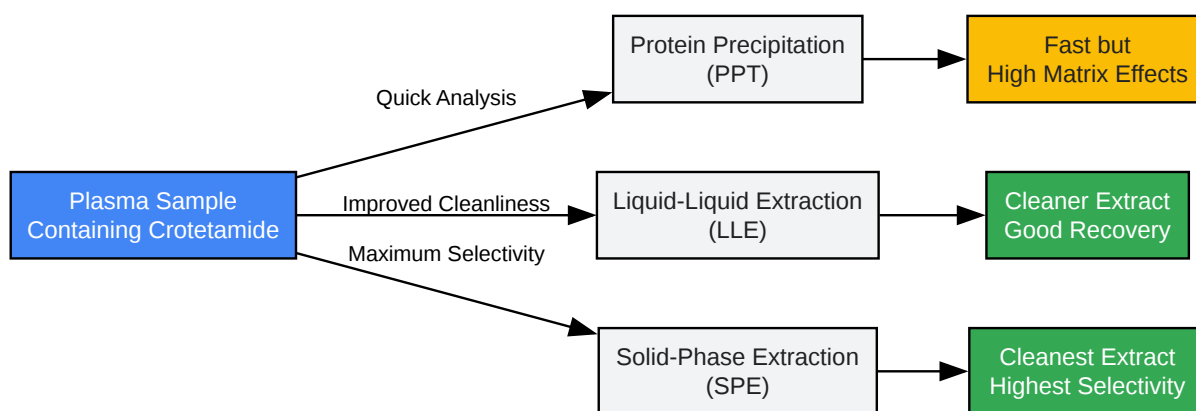 Protein Precipitation
(PPT)
Fast but
High Matrix Effects
Quick Analysis
Plasma Sample
Containing Crotetamide
Improved Cleanliness
Liquid-Liquid Extraction
(LLE)
Cleaner Extract
Good Recovery
Maximum Selectivity
Solid-Phase Extraction
(SPE)
Cleanest Extract
Highest Selectivity